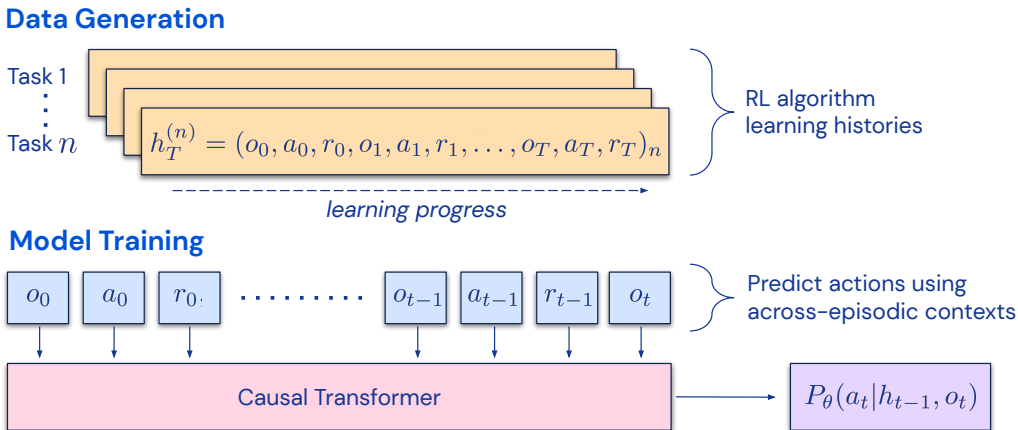 Data Generation
Task 1
Task n
h_T^{(n)} = (o_0, a_0, r_0, o_1, a_1, r_1, . . . , o_T, a_T, r_T)_n
RL algorithm
learning histories
learning progress
Model Training
o_0 a_0 r_0 ......... o_{t-1} a_{t-1} r_{t-1} o_t
Predict actions using
across-episodic contexts
Causal Transformer
P_θ(a_t|h_{t-1}, o_t)